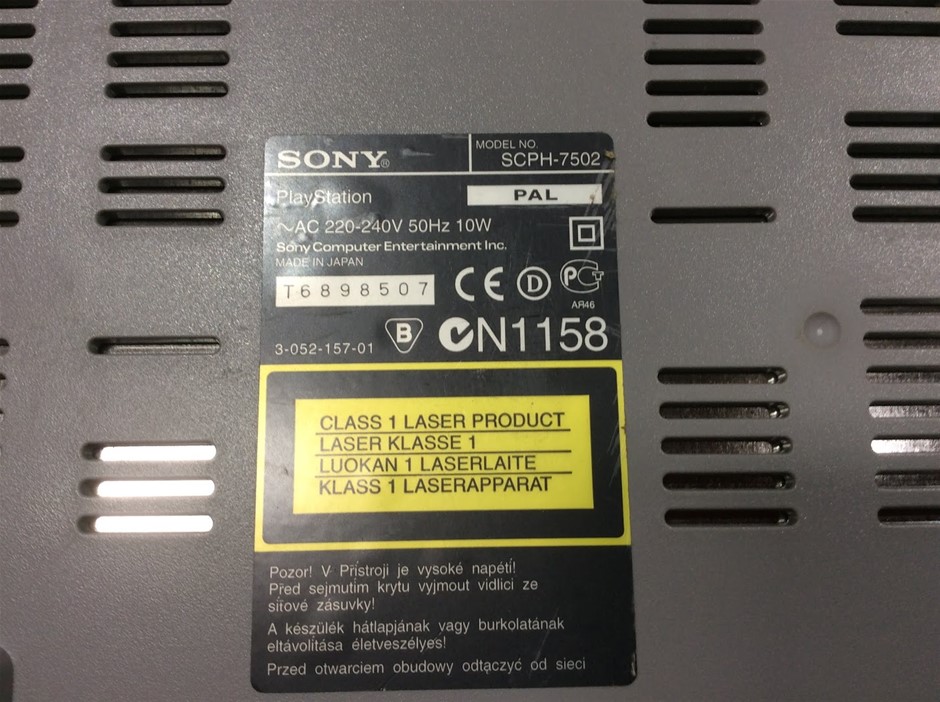 SONY®
MODEL NO.
SCPH-7502
PlayStation
PAL
~AC 220-240V 50Hz 10W
Sony Computer Entertainment Inc.
MADE IN JAPAN
T6898507
CE D РСТ
АЯ46
3-052-157-01
B
N1158
CLASS 1 LASER PRODUCT
LASER KLASSE 1
LUOKAN 1 LASERLAITE
KLASS 1 LASERAPPARAT
Pozor! V Přístroji je vysoké napětí!
Před sejmutim krytu vyjmout vidlici ze
síťové zásuvky!
A készülék hátlapjának vagy burkolatának
eltávolítása életveszélyes!
Przed otwarciem obudowy odłączyć od sieci